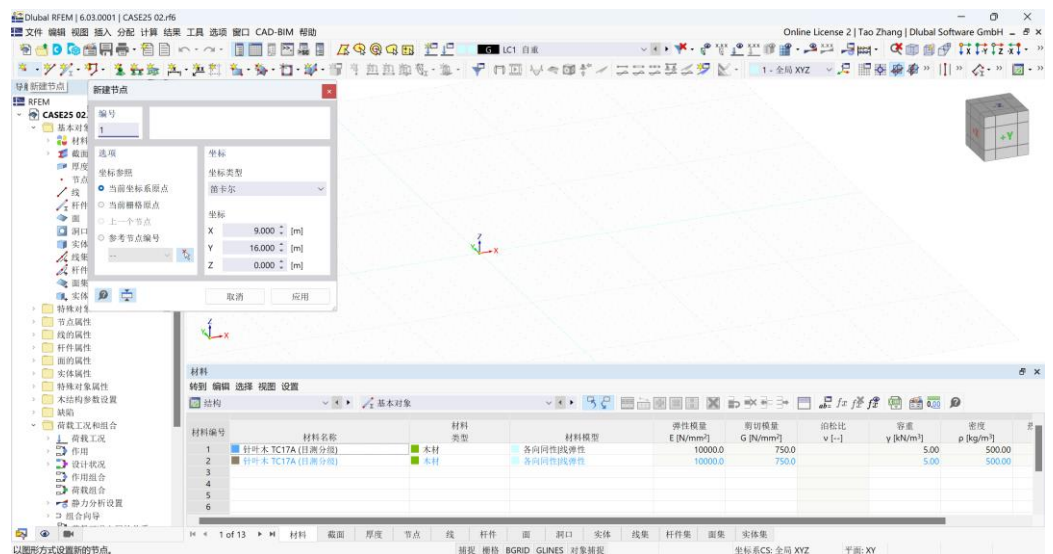 Dlubal RFEM | 6.03.0001 | CASE25 02.rf6
文件 编辑 视图 插入 分配 计算 结果 工具 选项 窗口 CAD-BIM 帮助
Online License 2 | Tao Zhang | Dlubal Software GmbH
G LC1 自重
1 - 全局 XYZ
新建节点
RFEM
CASE25 02.
基本对象
材料
截面
厚度
节点
线
杆件
面
洞口
实体
线集
杆件
面集
实体
特殊对象
节点属性
线的属性
杆件属性
面的属性
实体属性
特殊对象属性
木结构参数设置
缺陷
荷载工况和组合
荷载工况
作用
设计状况
作用组合
荷载组合
静力分析设置
组合向导
新建节点
编号
1
选项
坐标参照
当前坐标系原点
当前栅格原点
上一个节点
参考节点编号
--
坐标
坐标类型
笛卡尔
坐标
X 9.000 [m]
Y 16.000 [m]
Z 0.000 [m]
取消 应用
Z
X
Z
X
+Y
材料
转到 编辑 选择 视图 设置
结构 基本对象
材料编号 材料名称 材料类型 材料模型 弹性模量 E [N/mm²] 剪切模量 G [N/mm²] 泊松比 ν [--] 容重 γ [kN/m³] 密度 ρ [kg/m³]
1 针叶木 TC17A (目测分级) 木材 各向同性|线弹性 10000.0 750.0 5.00 500.00
2 针叶木 TC17A (目测分级) 木材 各向同性|线弹性 10000.0 750.0 5.00 500.00
3
4
5
6
1 of 13 材料 截面 厚度 节点 线 杆件 面 洞口 实体 线集 杆件集 面集 实体集
以图形方式设置新的节点。 捕捉 栅格 BGRID GLINES 对象捕捉 坐标系CS: 全局 XYZ 平面: XY